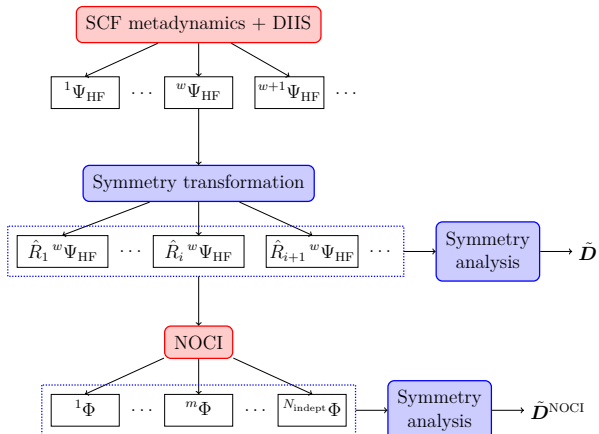 SCF metadynamics + DIIS
¹Ψ_HF ··· ʷΨ_HF ʷ⁺¹Ψ_HF ···
Symmetry transformation
R̂₁ ʷΨ_HF ··· R̂ᵢ ʷΨ_HF R̂ᵢ₊₁ ʷΨ_HF ···
Symmetry
analysis
D̃
NOCI
¹Φ ··· ᵐΦ ··· ^{N_indept}Φ
Symmetry
analysis
D̃^NOCI